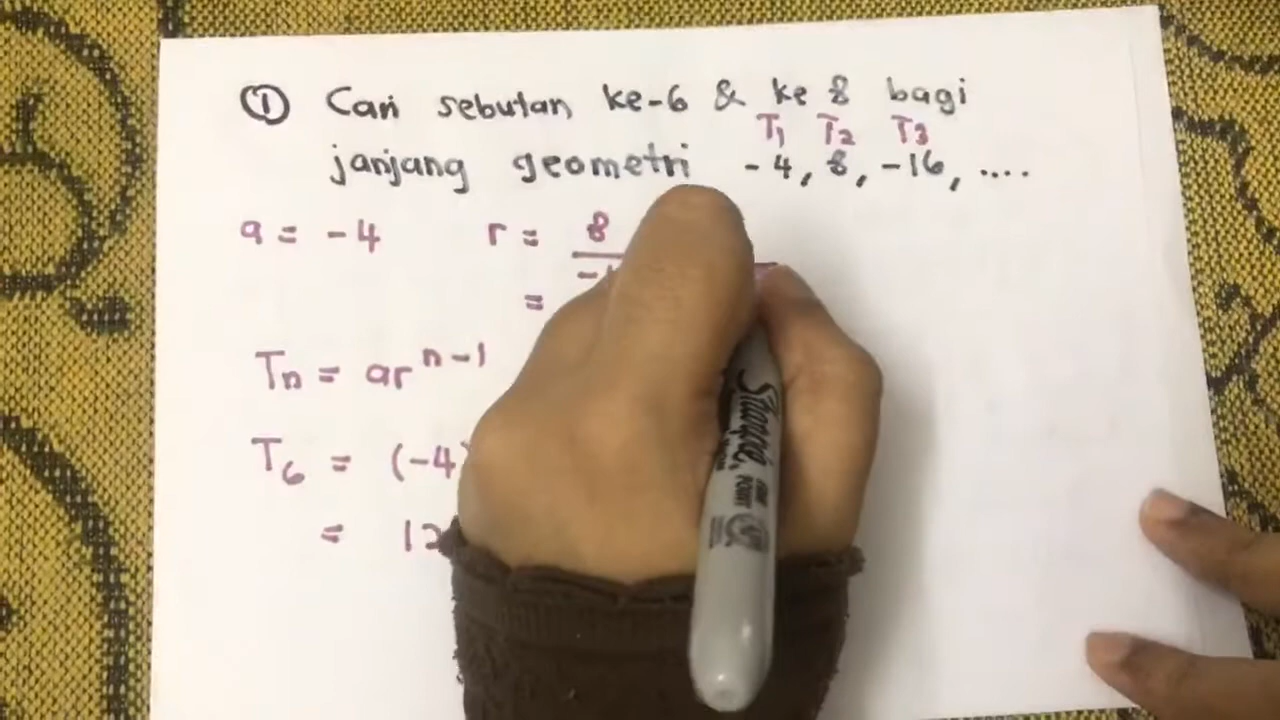 ① Cari sebutan ke-6 & ke 8 bagi
T1 T2 T3
janjang geometri -4, 8, -16, ....
a = -4 r = 8
=
Tn = ar^n-1
T6 = (-4)
= 12
Sharpie